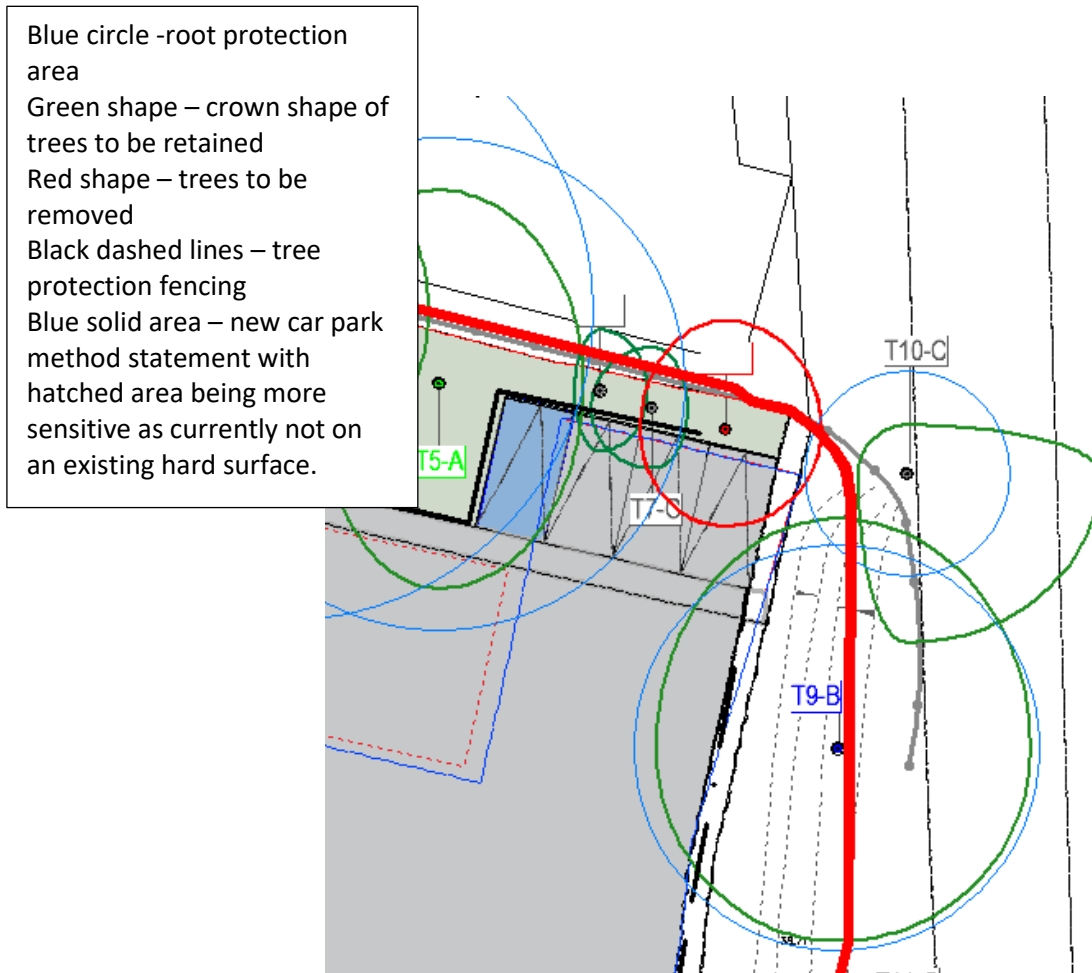 Blue circle -root protection
area
Green shape – crown shape of
trees to be retained
Red shape – trees to be
removed
Black dashed lines – tree
protection fencing
Blue solid area – new car park
method statement with
hatched area being more
sensitive as currently not on
an existing hard surface.
T10-C
T5-A
T7-C
T9-B